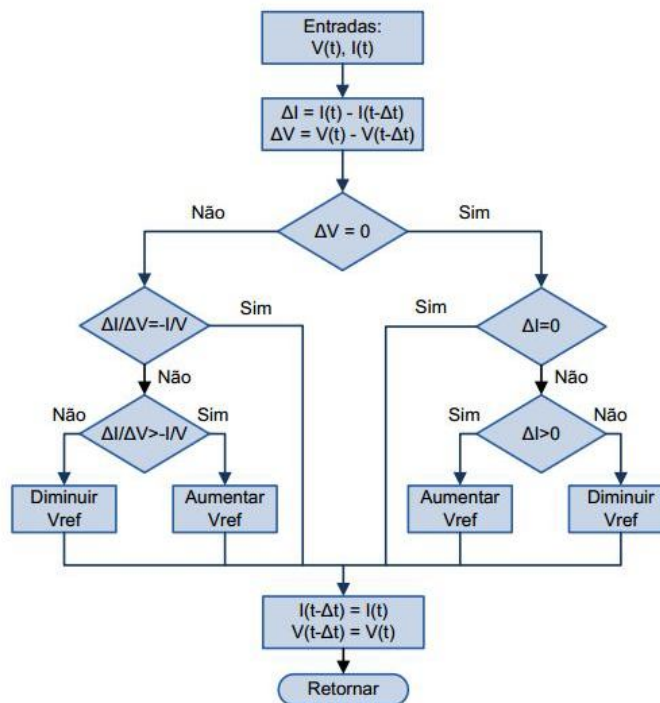 Entradas:
V(t), I(t)
ΔI = I(t) - I(t-Δt)
ΔV = V(t) - V(t-Δt)
Não
Sim
ΔV = 0
ΔI/ΔV=-I/V
Sim
Sim
ΔI=0
Não
Não
Não
ΔI/ΔV>-I/V
Sim
Sim
ΔI>0
Não
Diminuir
Vref
Aumentar
Vref
Aumentar
Vref
Diminuir
Vref
I(t-Δt) = I(t)
V(t-Δt) = V(t)
Retornar